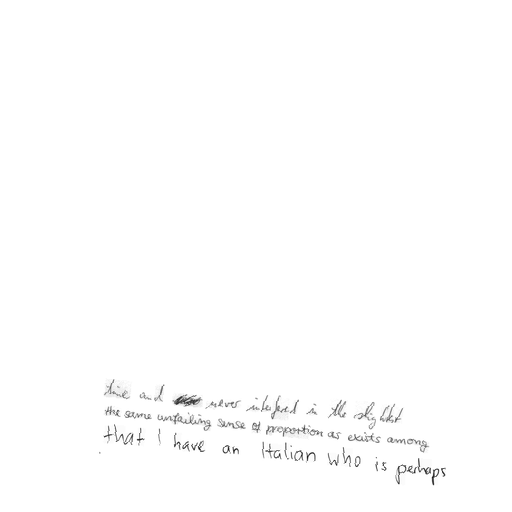 time and never interfered in the slightest
the same unfailing sense of proportion as exists among
that I have an Italian who is perhaps